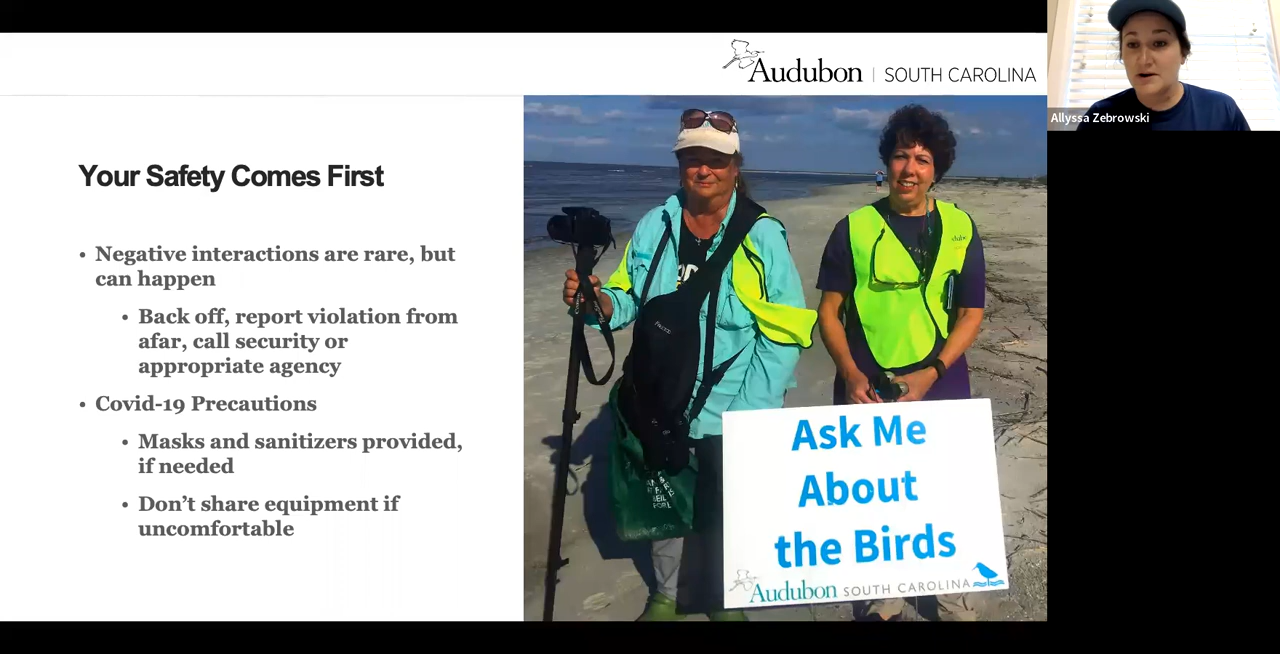 Audubon | SOUTH CAROLINA
Allyssa Zebrowski
Your Safety Comes First
• Negative interactions are rare, but
can happen
• Back off, report violation from
afar, call security or
appropriate agency
• Covid-19 Precautions
• Masks and sanitizers provided,
if needed
• Don’t share equipment if
uncomfortable
Ask Me
About
the Birds
Audubon SOUTH CAROLINA